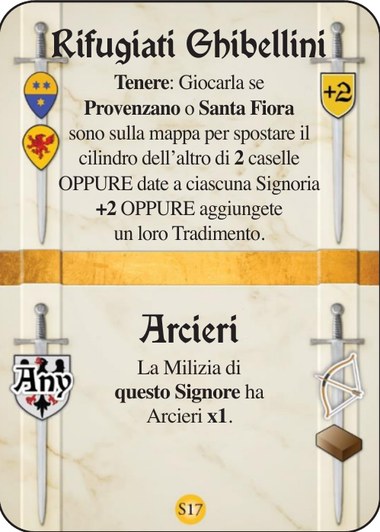 Rifugiati Ghibellini
Tenere: Giocarla se
Provenzano o Santa Fiora
sono sulla mappa per spostare il
cilindro dell'altro di 2 caselle
OPPURE date a ciascuna Signoria
+2 OPPURE aggiungete
un loro Tradimento.
+2
Arcieri
La Milizia di
questo Signore ha
Arcieri x1.
Any
S17